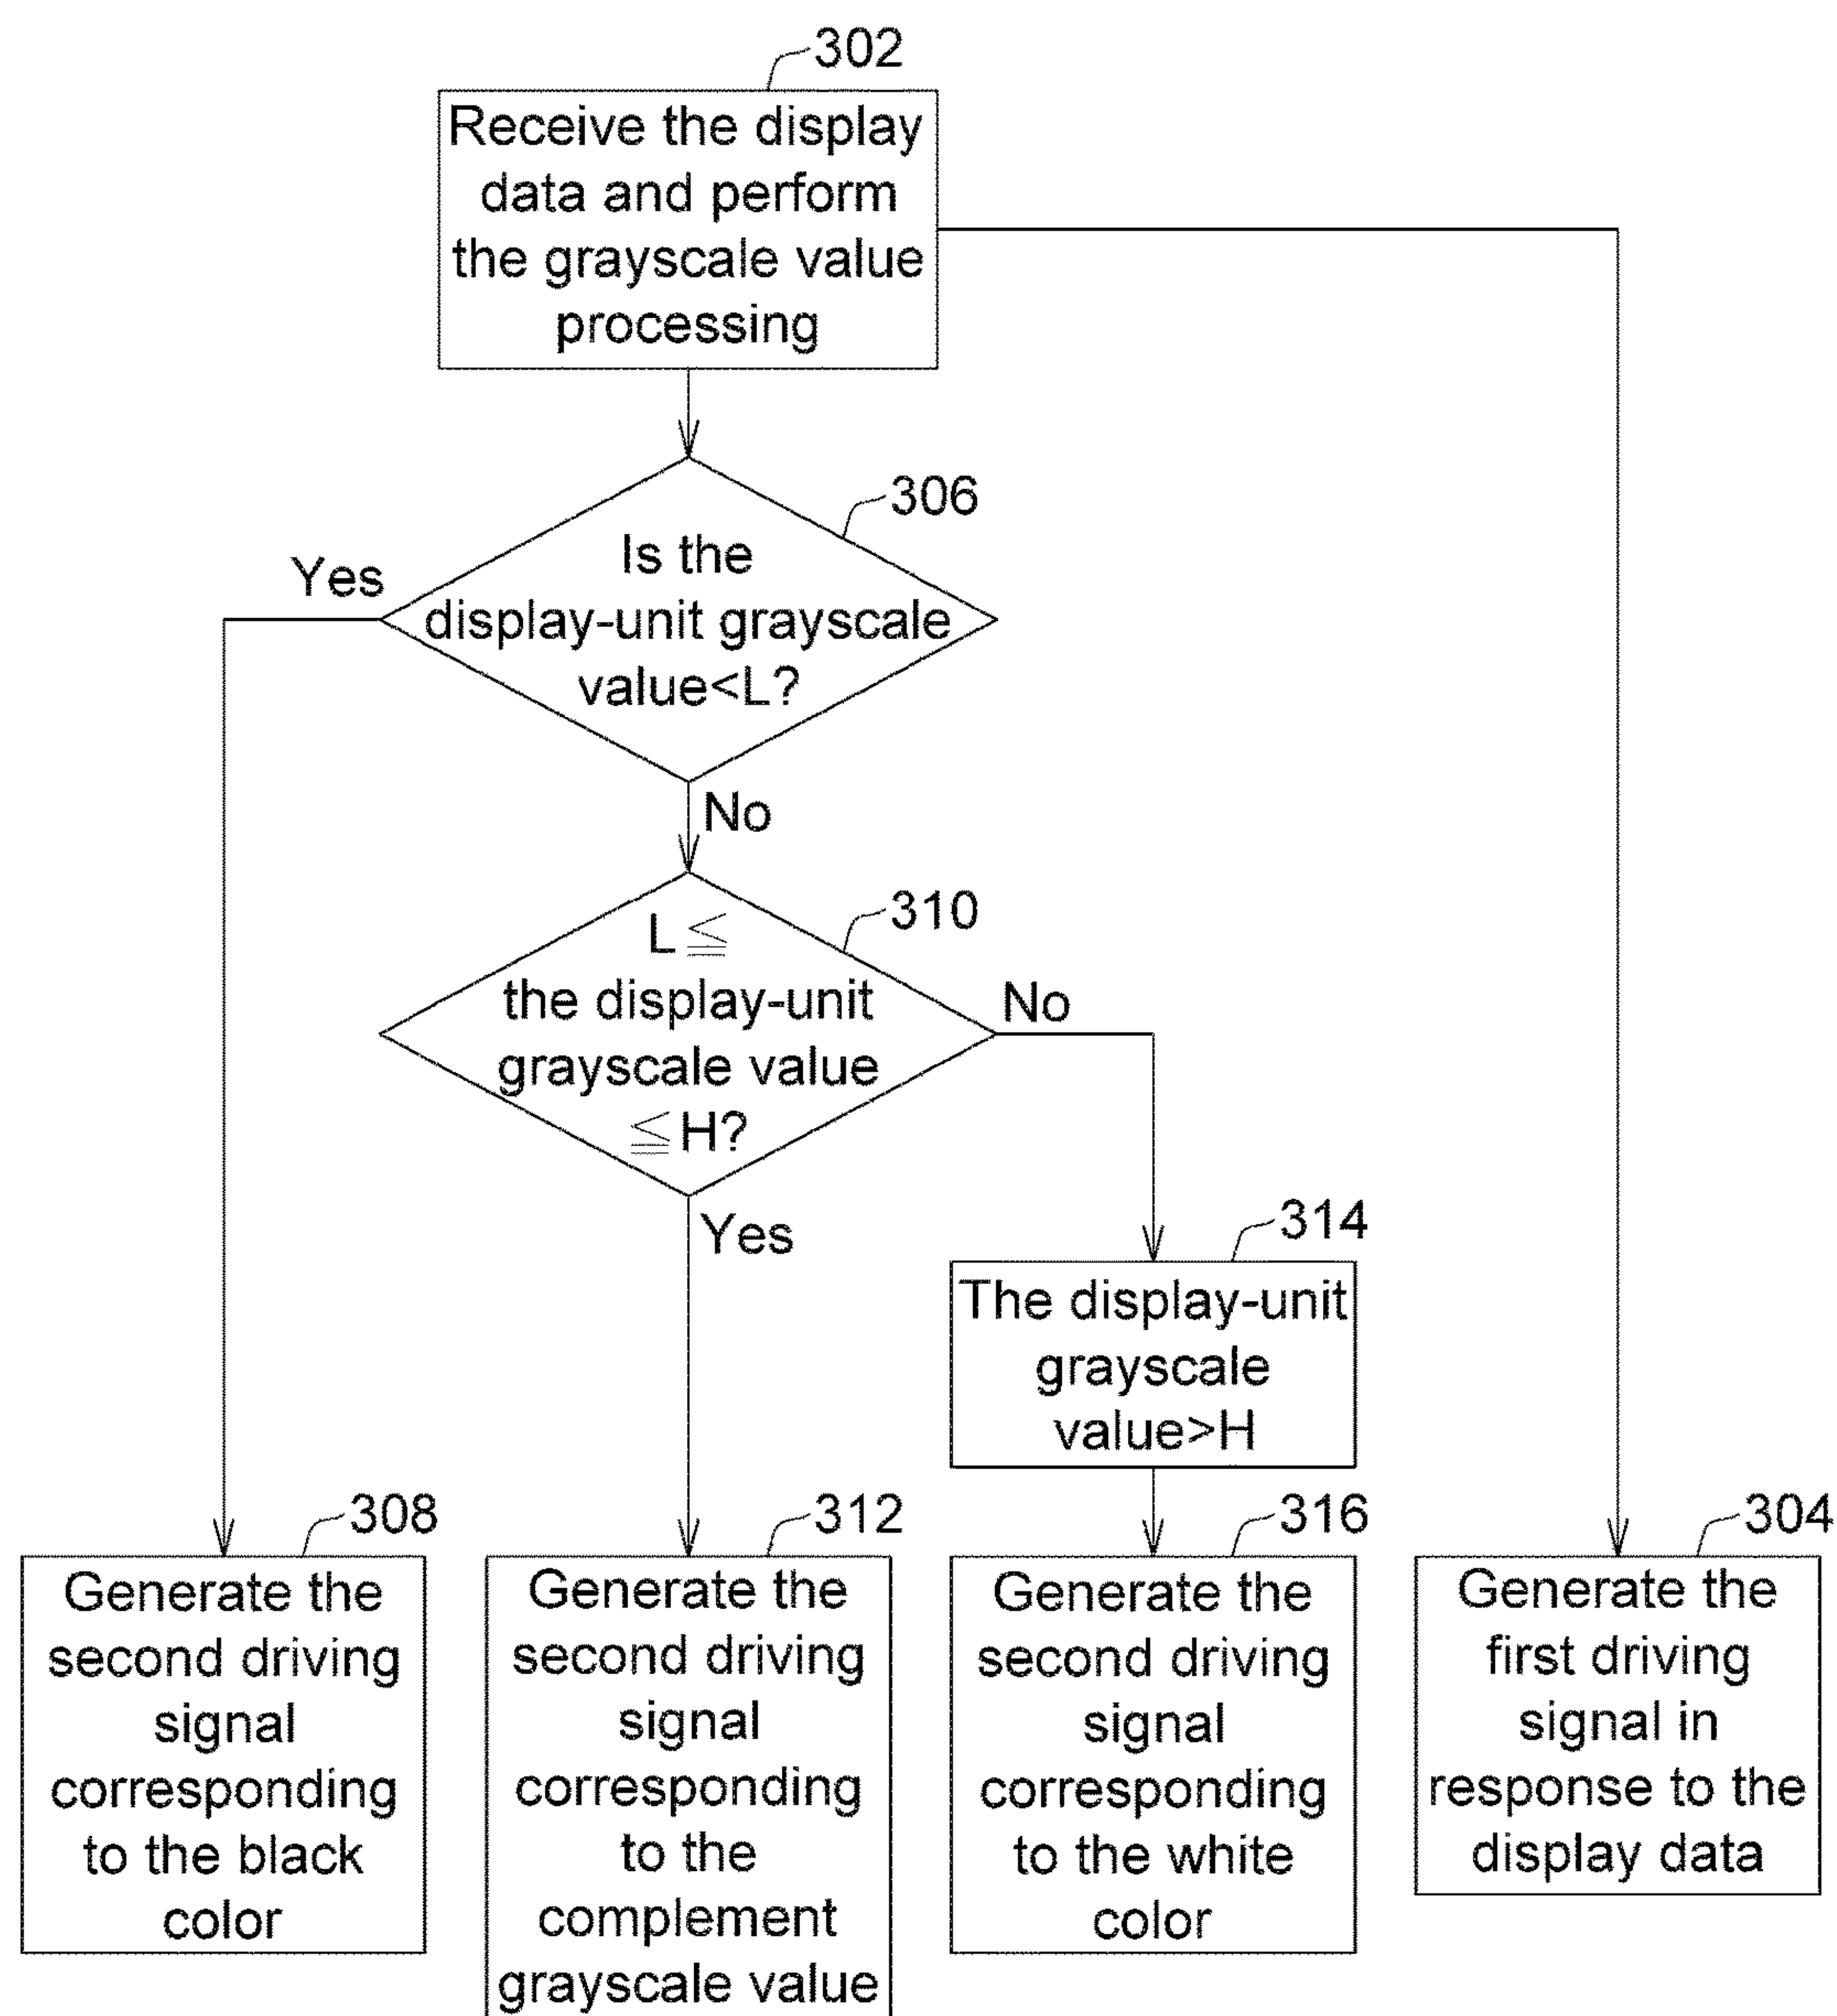 302
Receive the display
data and perform
the grayscale value
processing
306
Is the
display-unit grayscale
value<L?
Yes
No
310
L ≦
the display-unit
grayscale value
≦ H?
No
Yes
314
The display-unit
grayscale
value>H
308
Generate the
second driving
signal
corresponding
to the black
color
312
Generate the
second driving
signal
corresponding
to the
complement
grayscale value
316
Generate the
second driving
signal
corresponding
to the white
color
304
Generate the
first driving
signal in
response to the
display data